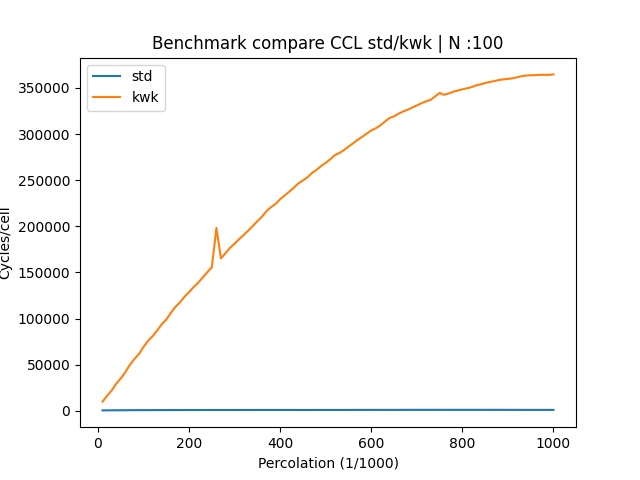 Benchmark compare CCL std/kwk | N :100
std
kwk
350000
300000
250000
200000
150000
100000
50000
0
Cycles/cell
0 200 400 600 800 1000
Percolation (1/1000)